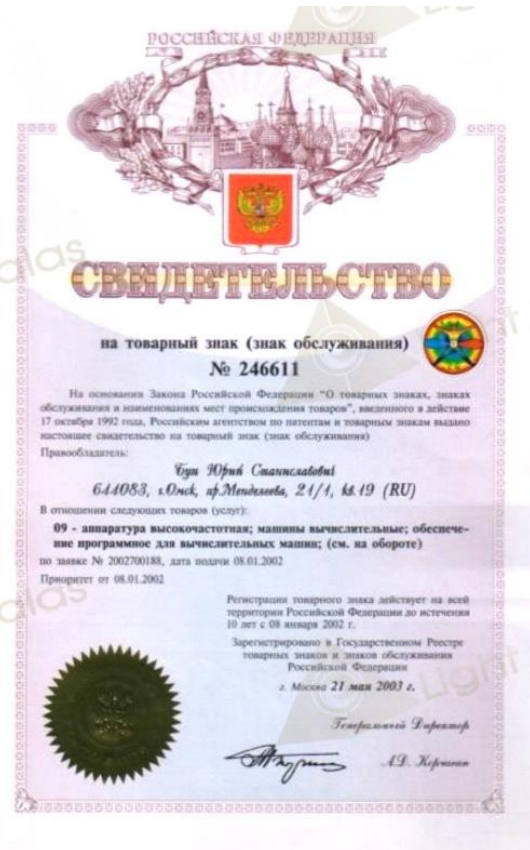 РОССИЙСКАЯ ФЕДЕРАЦИЯ
СВИДЕТЕЛЬСТВО
на товарный знак (знак обслуживания)
№ 246611
На основании Закона Российской Федерации “О товарных знаках, знаках
обслуживания и наименованиях мест происхождения товаров”, введенного в действие
17 октября 1992 года, Российским агентством по патентам и товарным знакам выдано
настоящее свидетельство на товарный знак (знак обслуживания)
Правообладатель:
Юрий Станиславович
644083, г.Омск, пр.Менделеева, 21/1, кв.19 (RU)
В отношении следующих товаров (услуг):
09 - аппаратура высокочастотная; машины вычислительные; обеспече-
ние программное для вычислительных машин; (см. на обороте)
по заявке № 2002700188, дата подачи 08.01.2002
Приоритет от 08.01.2002
Регистрация товарного знака действует на всей
территории Российской Федерации до истечения
10 лет с 08 января 2002 г.
Зарегистрировано в Государственном Реестре
товарных знаков и знаков обслуживания
Российской Федерации
г. Москва 21 мая 2003 г.
Генеральный Директор
А.Д. Корчагин
Light